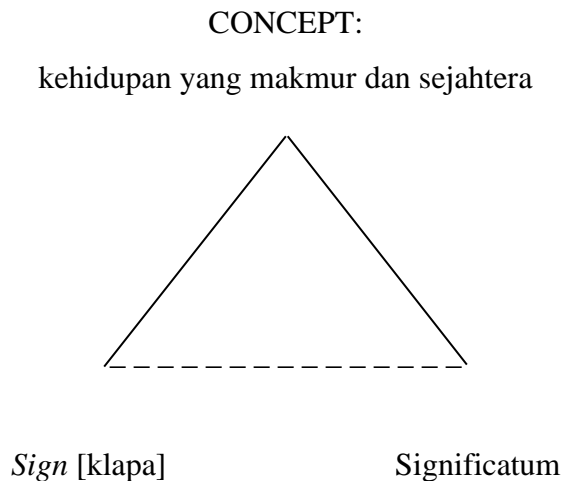 CONCEPT:
kehidupan yang makmur dan sejahtera
Sign [klapa] Significatum